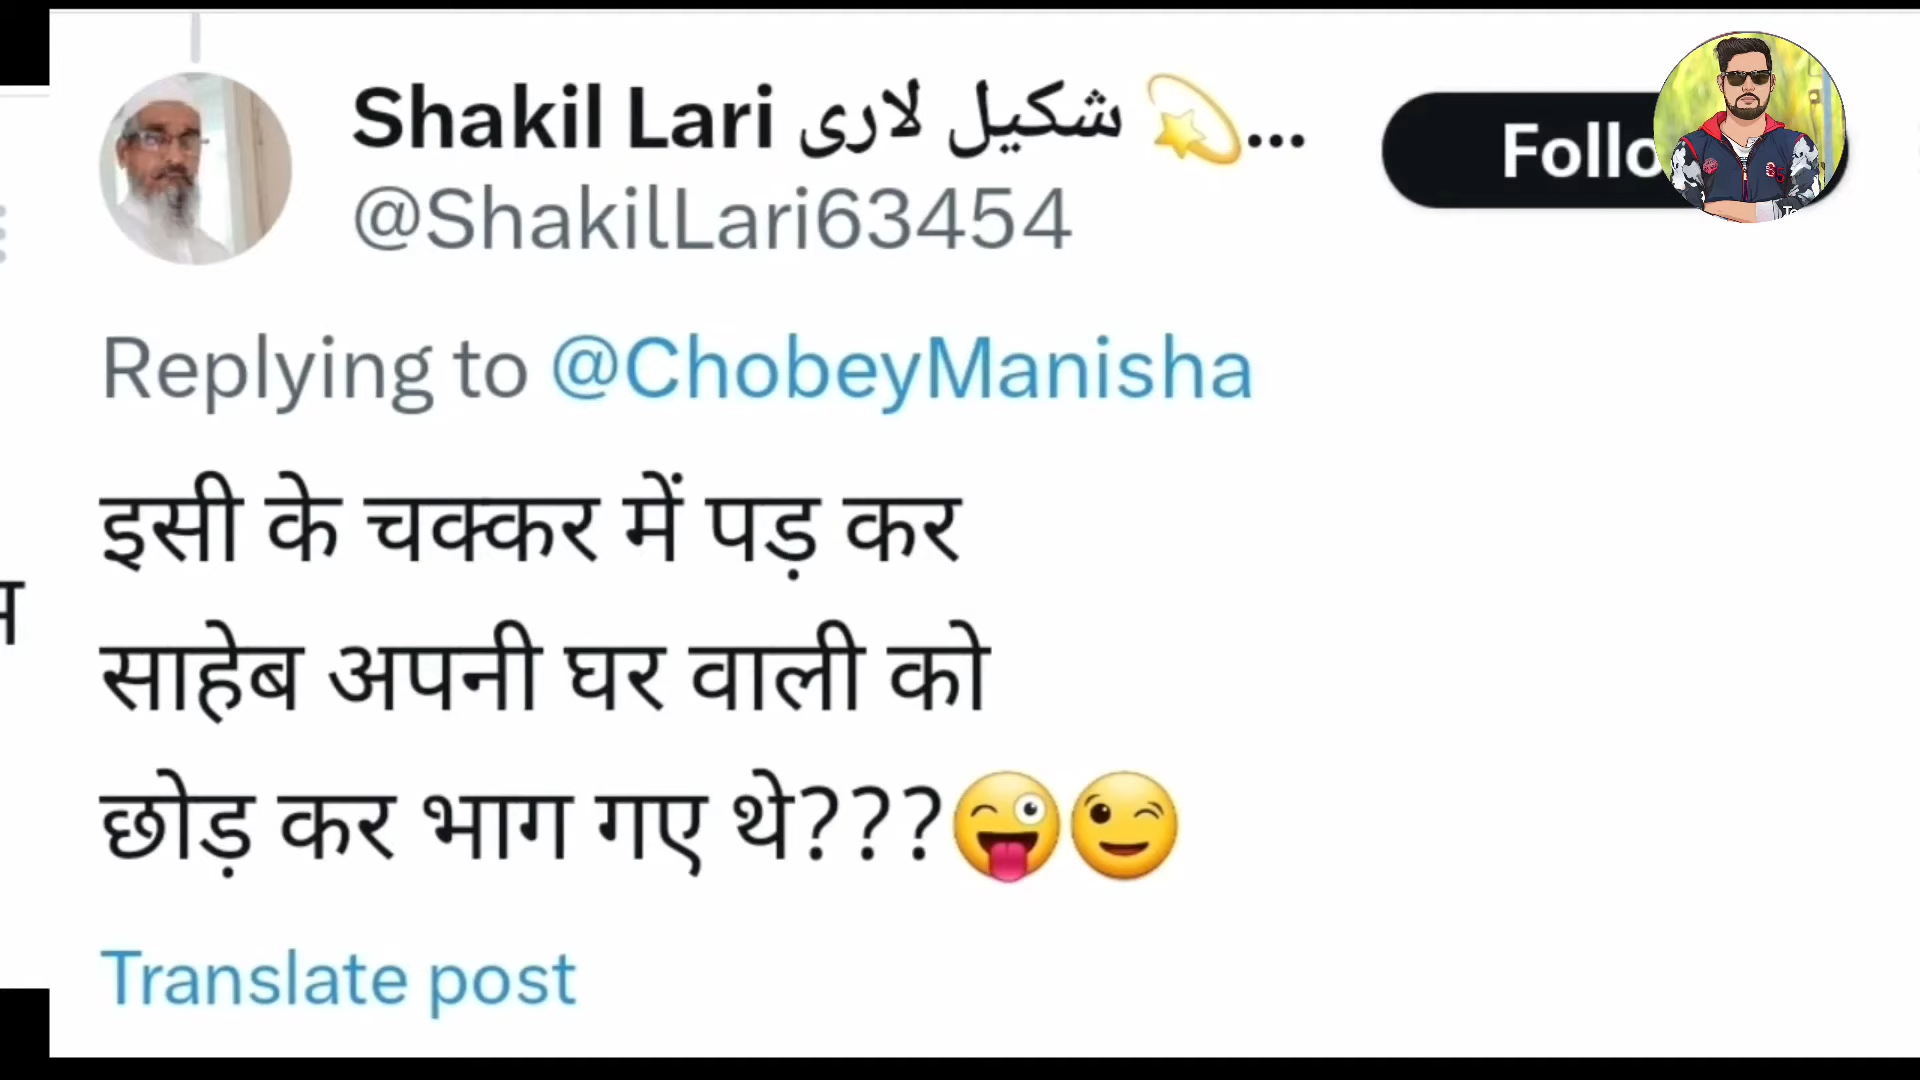 Shakil Lari شکیل لاری 💫...
@ShakilLari63454
Replying to @ChobeyManisha
इसी के चक्कर में पड़ कर
साहेब अपनी घर वाली को
छोड़ कर भाग गए थे???😜😉
Translate post